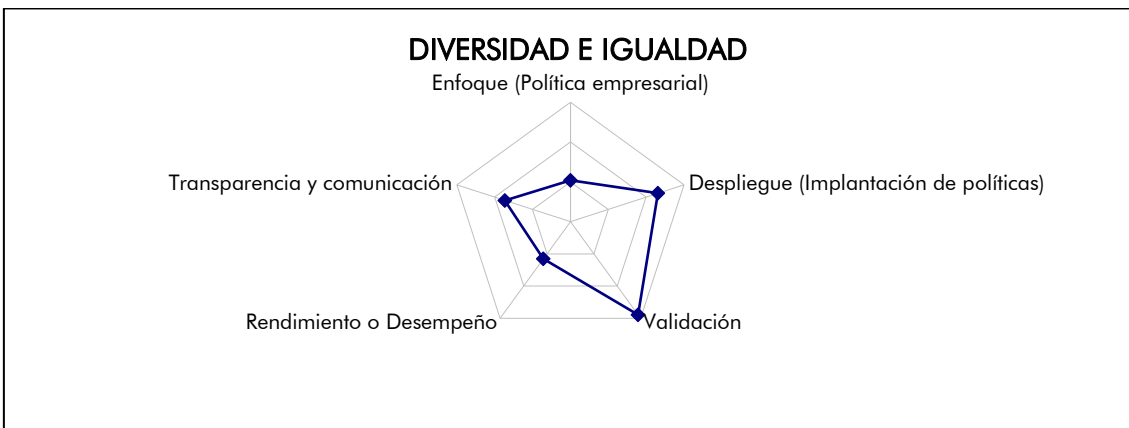 DIVERSIDAD E IGUALDAD
Enfoque (Política empresarial)
Transparencia y comunicación
Despliegue (Implantación de políticas)
Rendimiento o Desempeño
Validación